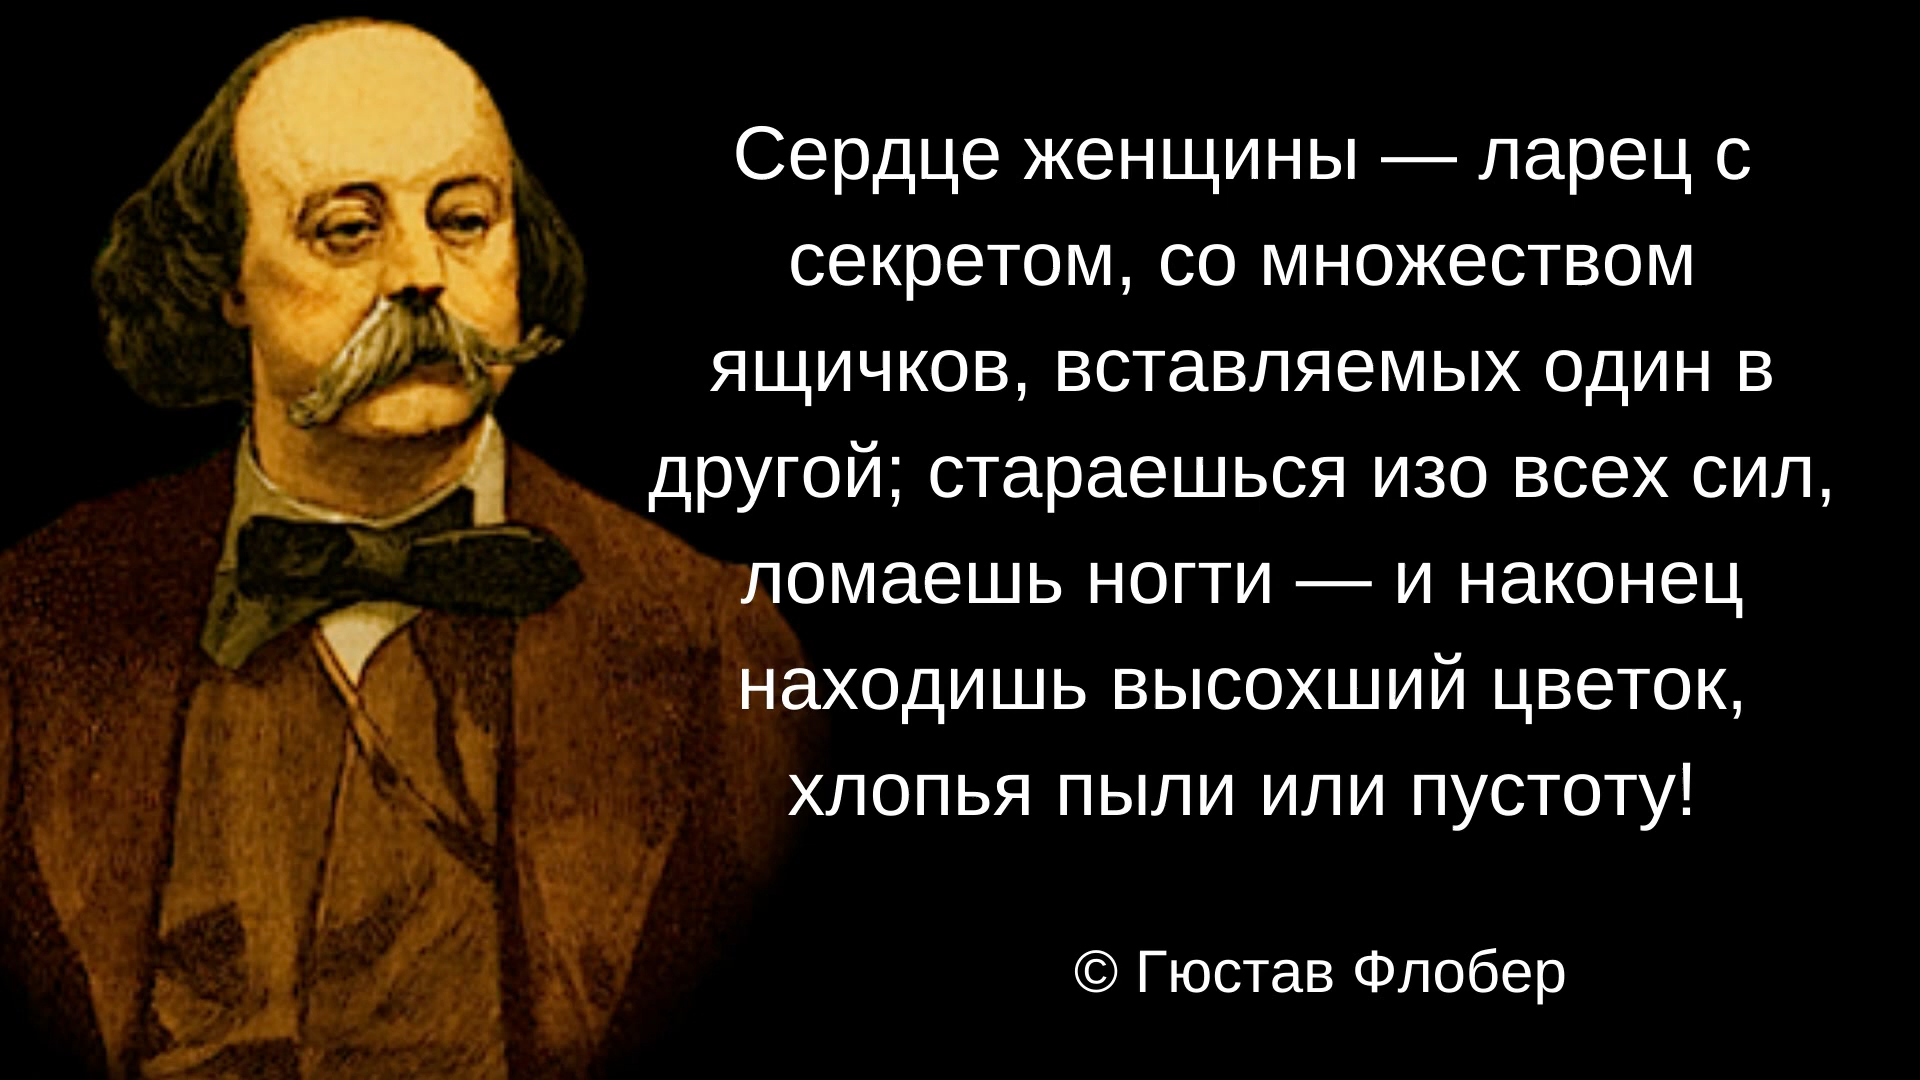 Сердце женщины — ларец с
секретом, со множеством
ящичков, вставляемых один в
другой; стараешься изо всех сил,
ломаешь ногти — и наконец
находишь высохший цветок,
хлопья пыли или пустоту!
© Гюстав Флобер